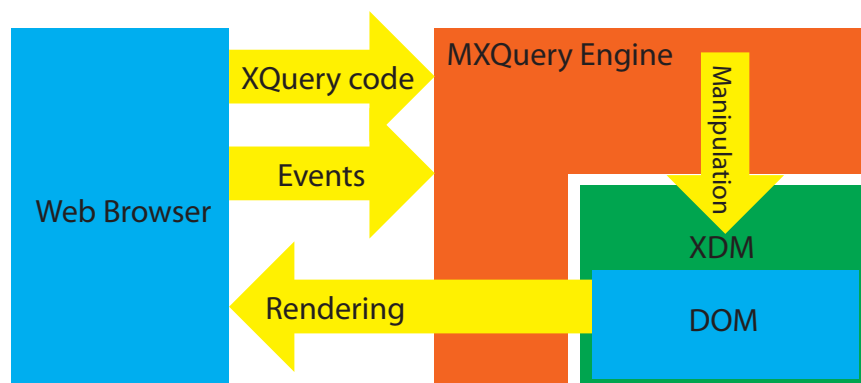 XQuery code
MXQuery Engine
Manipulation
Events
Web Browser
XDM
Rendering
DOM